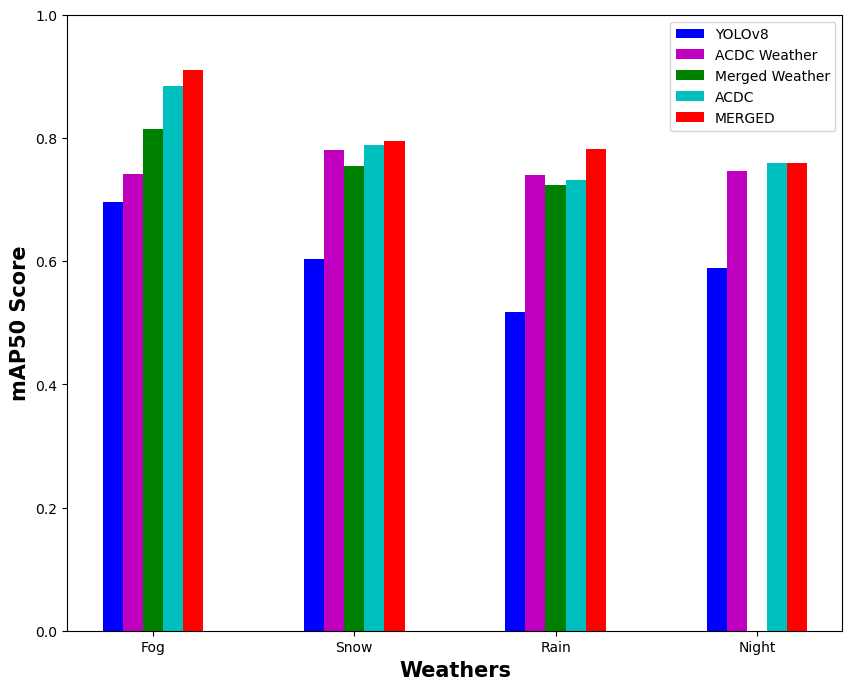 YOLOv8
ACDC Weather
Merged Weather
ACDC
MERGED
mAP50 Score
1.0
0.8
0.6
0.4
0.2
0.0
Fog Snow Rain Night
Weathers